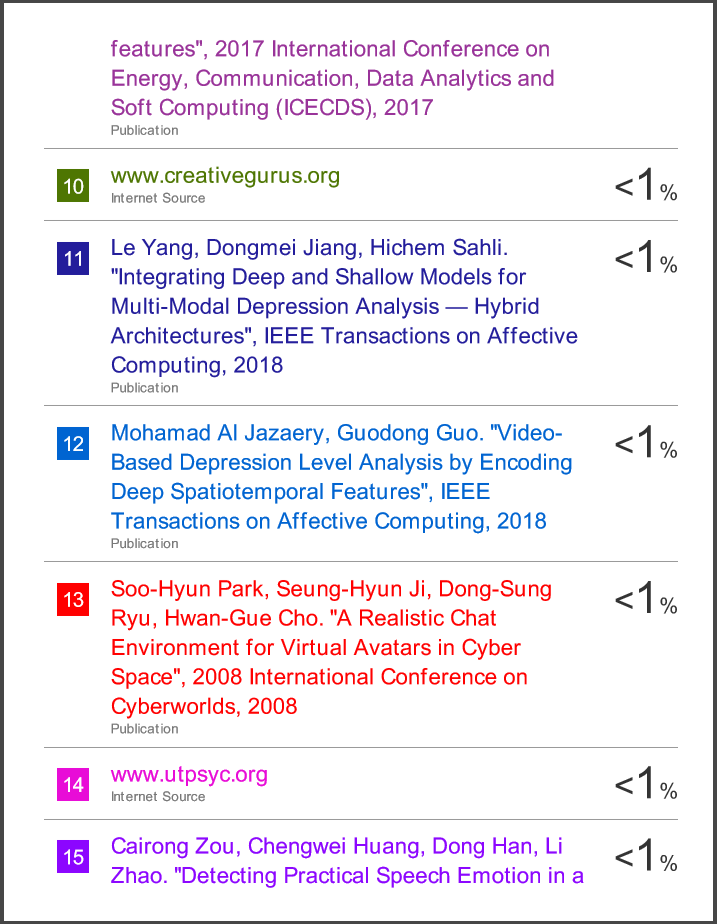 features", 2017 International Conference on
Energy, Communication, Data Analytics and
Soft Computing (ICECDS), 2017
Publication
10 www.creativegurus.org <1%
Internet Source
11 Le Yang, Dongmei Jiang, Hichem Sahli. <1%
"Integrating Deep and Shallow Models for
Multi-Modal Depression Analysis — Hybrid
Architectures", IEEE Transactions on Affective
Computing, 2018
Publication
12 Mohamad Al Jazaery, Guodong Guo. "Video- <1%
Based Depression Level Analysis by Encoding
Deep Spatiotemporal Features", IEEE
Transactions on Affective Computing, 2018
Publication
13 Soo-Hyun Park, Seung-Hyun Ji, Dong-Sung <1%
Ryu, Hwan-Gue Cho. "A Realistic Chat
Environment for Virtual Avatars in Cyber
Space", 2008 International Conference on
Cyberworlds, 2008
Publication
14 www.utpsyc.org <1%
Internet Source
15 Cairong Zou, Chengwei Huang, Dong Han, Li <1%
Zhao. "Detecting Practical Speech Emotion in a